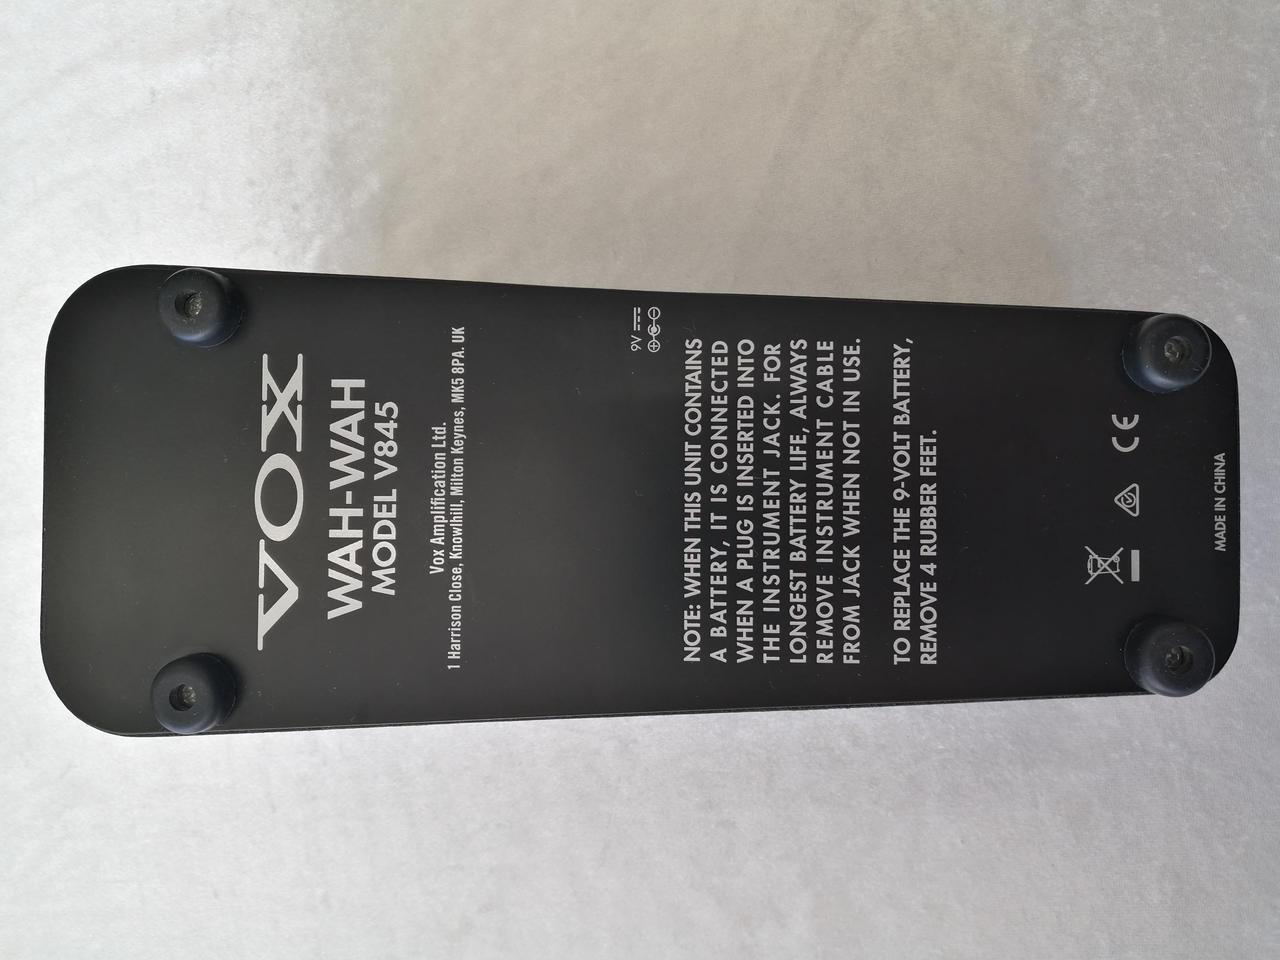 VOX
WAH-WAH
MODEL V845
Vox Amplification Ltd.
1 Harrison Close, Knowlhill, Milton Keynes, MK5 8PA. UK
9V
NOTE: WHEN THIS UNIT CONTAINS
A BATTERY, IT IS CONNECTED
WHEN A PLUG IS INSERTED INTO
THE INSTRUMENT JACK. FOR
LONGEST BATTERY LIFE, ALWAYS
REMOVE INSTRUMENT CABLE
FROM JACK WHEN NOT IN USE.
TO REPLACE THE 9-VOLT BATTERY,
REMOVE 4 RUBBER FEET.
CE
MADE IN CHINA